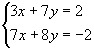 3x + 7y = 2
7x + 8y = −2